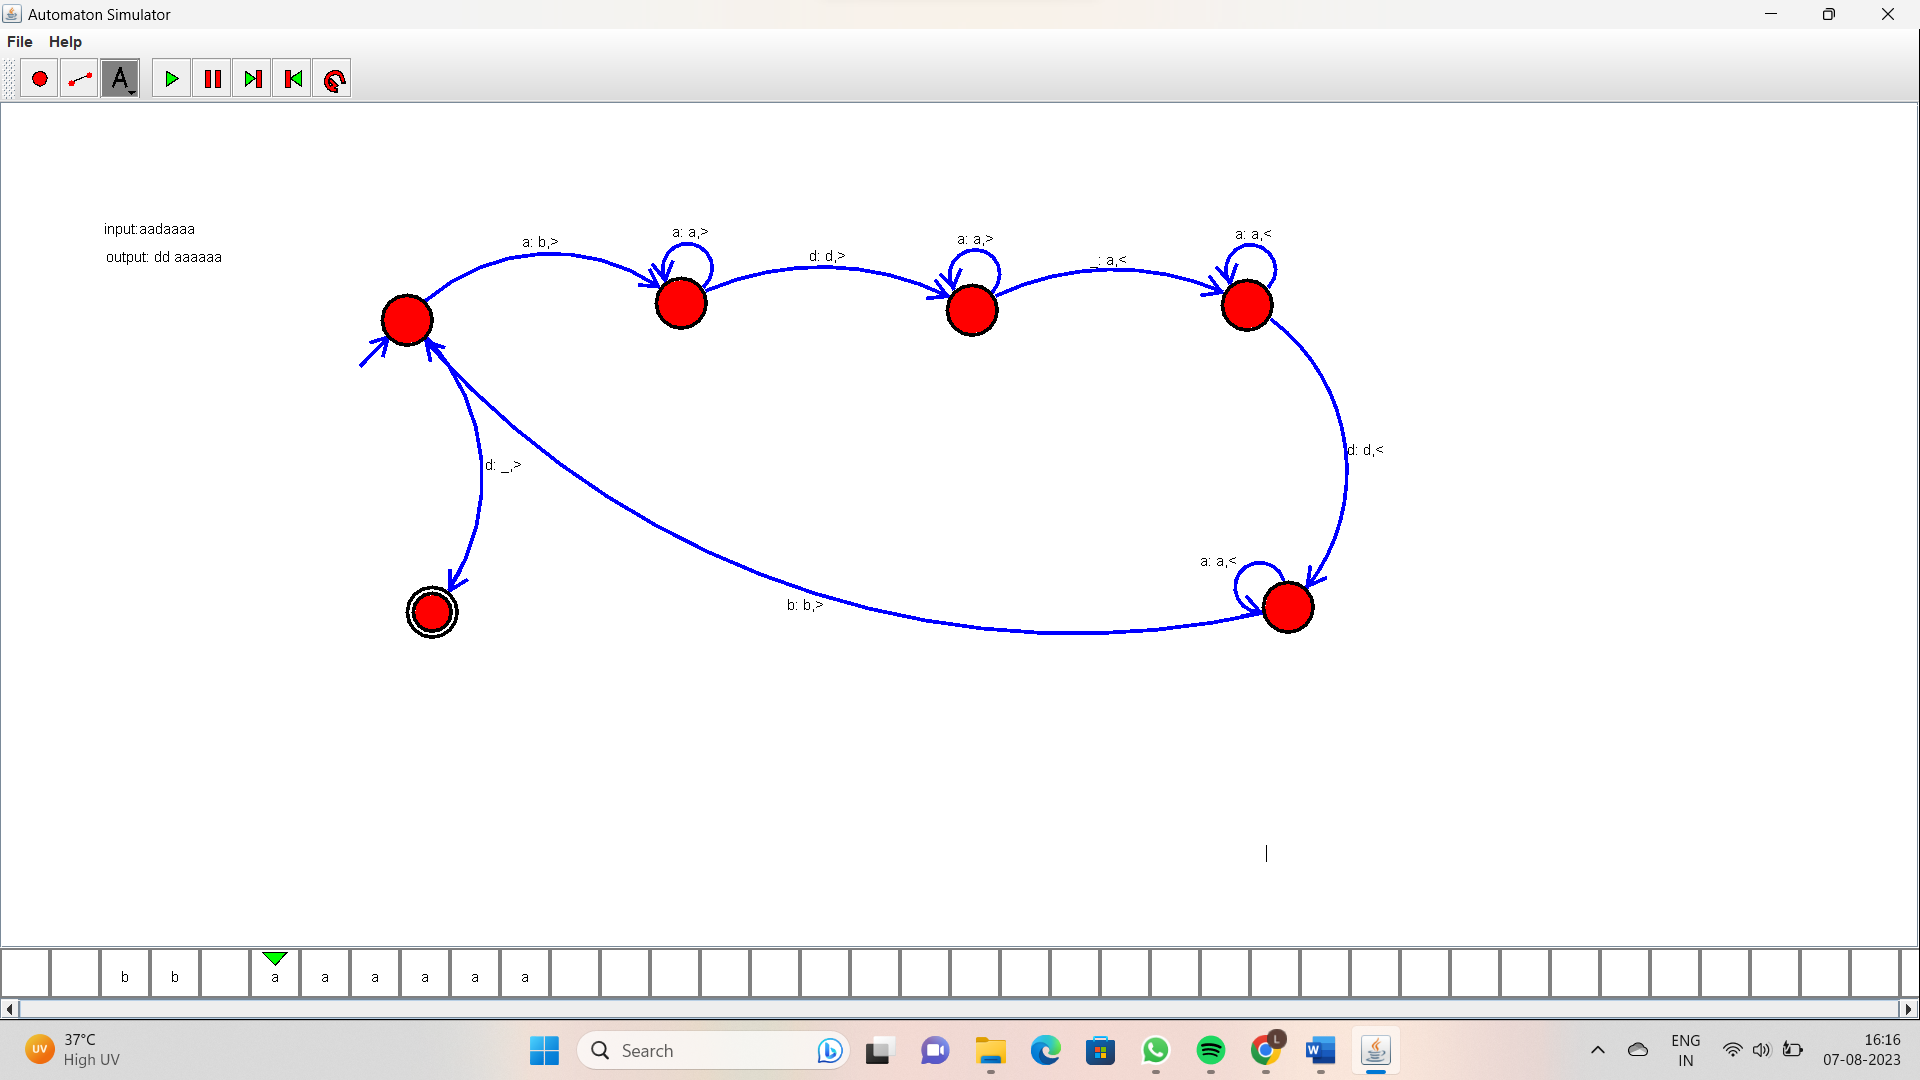 Automaton Simulator
File Help
A
input:aadaaaa
output: dd aaaaaa
a: b,>
a: a,>
d: d,>
a: a,>
_: a,<
a: a,<
d: d,<
d: _,>
a: a,<
b: b,>
b b a a a a a a
UV
37°C
High UV
Search
L
W
ENG
IN
16:16
07-08-2023